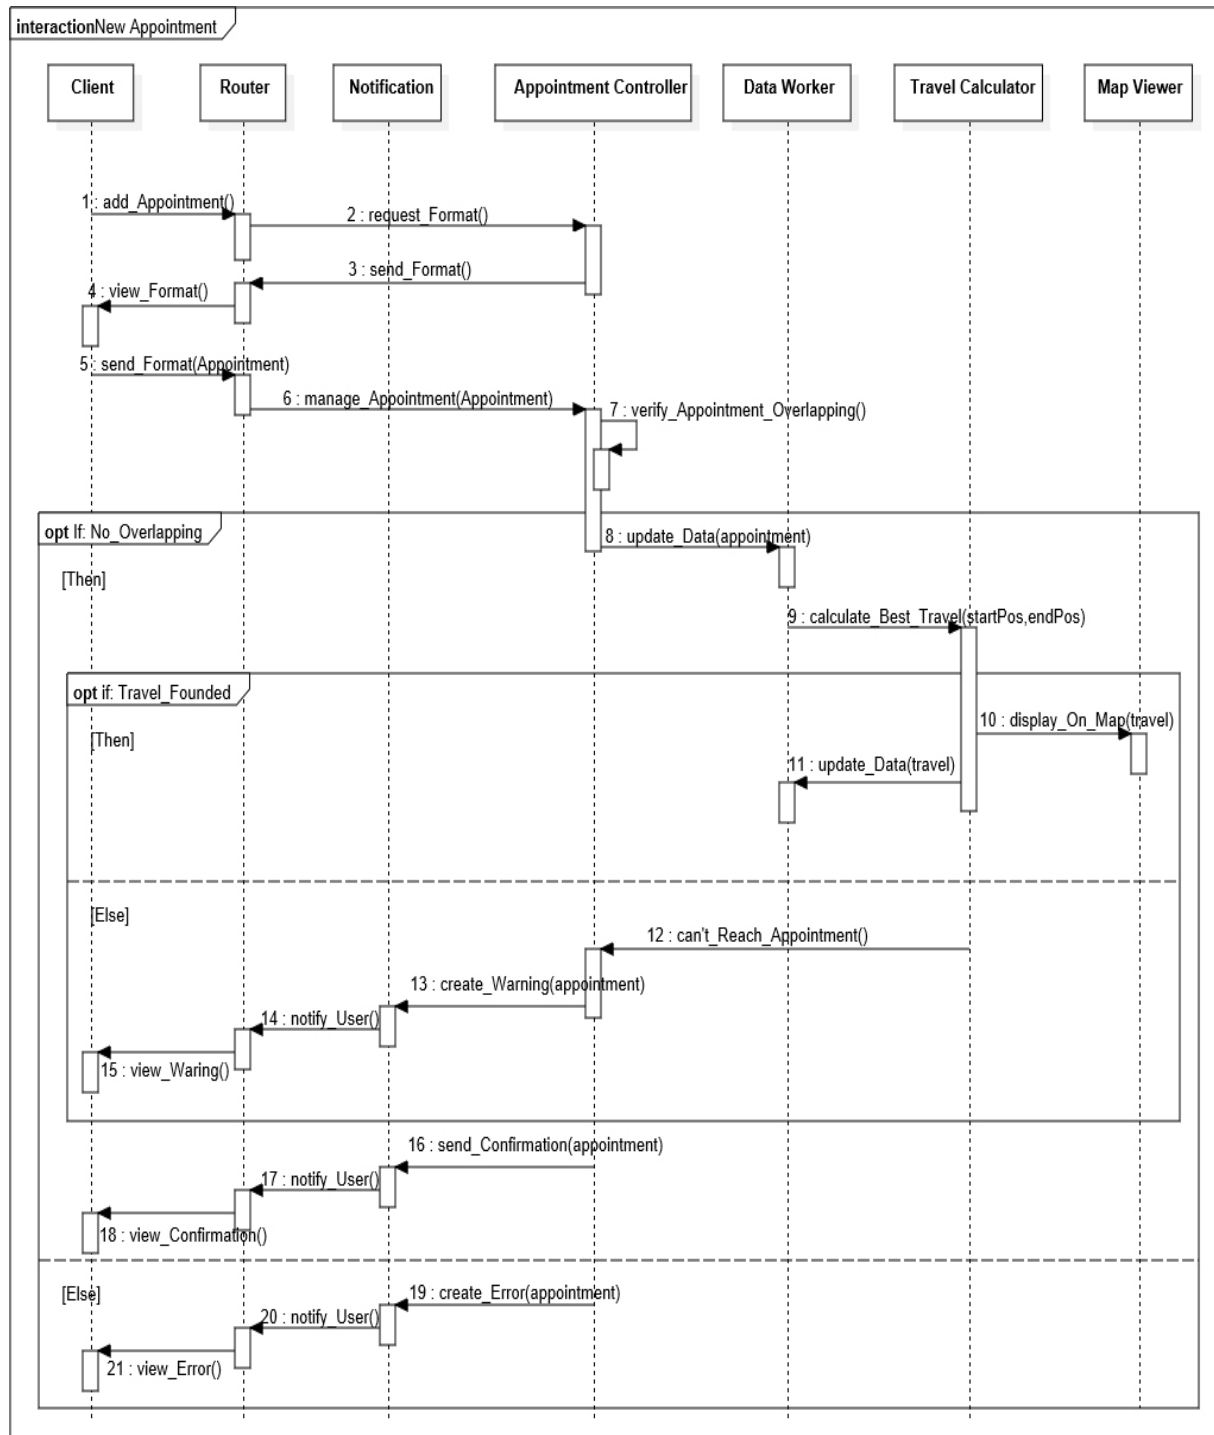 interactionNew Appointment
Client
Router
Notification
Appointment Controller
Data Worker
Travel Calculator
Map Viewer
1 : add_Appointment()
2 : request_Format()
3 : send_Format()
4 : view_Format()
5 : send_Format(Appointment)
6 : manage_Appointment(Appointment)
7 : verify_Appointment_Overlapping()
opt If: No_Overlapping
8 : update_Data(appointment)
[Then]
9 : calculate_Best_Travel(startPos,endPos)
opt if: Travel_Founded
10 : display_On_Map(travel)
[Then]
11 : update_Data(travel)
[Else]
12 : can't_Reach_Appointment()
13 : create_Warning(appointment)
14 : notify_User()
15 : view_Waring()
16 : send_Confirmation(appointment)
17 : notify_User()
18 : view_Confirmation()
[Else]
19 : create_Error(appointment)
20 : notify_User()
21 : view_Error()